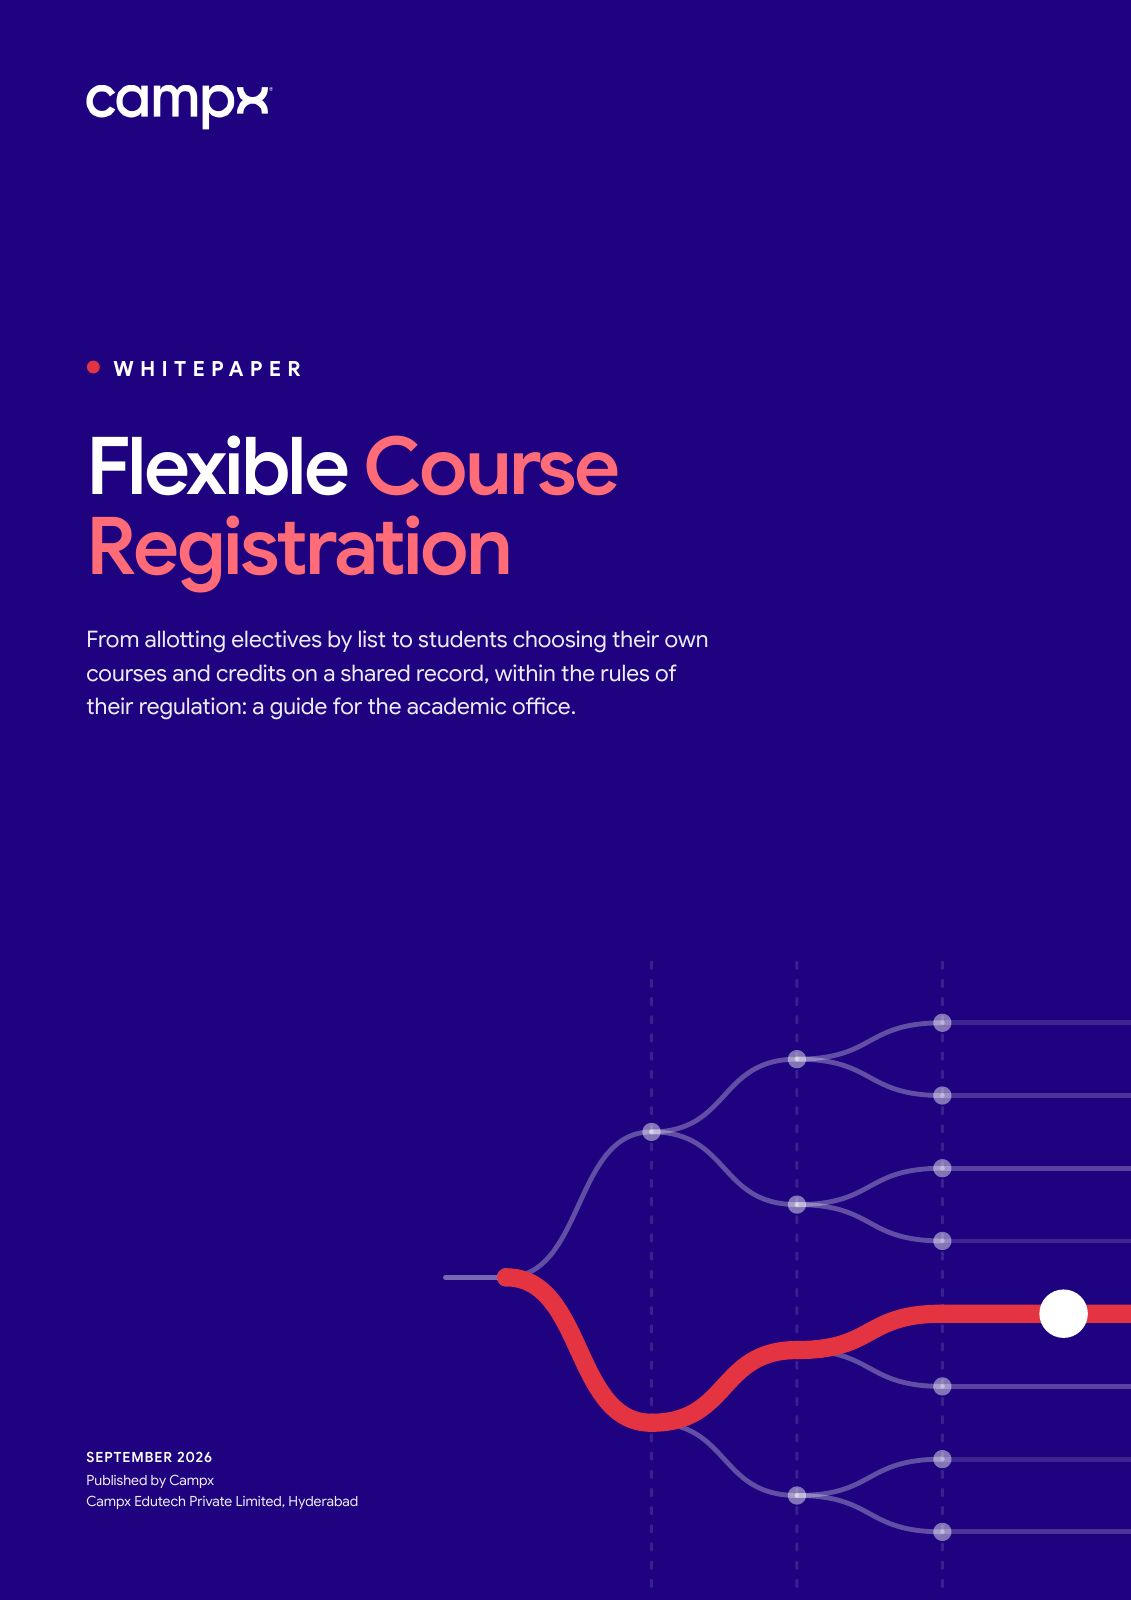 campx
WHITEPAPER
Flexible Course
Registration
From allotting electives by list to students choosing their own
courses and credits on a shared record, within the rules of
their regulation: a guide for the academic office.
SEPTEMBER 2026
Published by Campx
Campx Edutech Private Limited, Hyderabad